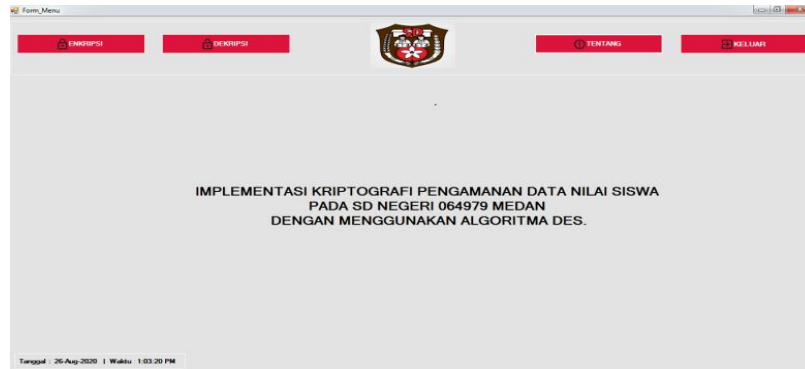 Form_Menu
ENKRIPSI
DEKRIPSI
SD
TENTANG
KELUAR
IMPLEMENTASI KRIPTOGRAFI PENGAMANAN DATA NILAI SISWA
PADA SD NEGERI 064979 MEDAN
DENGAN MENGGUNAKAN ALGORITMA DES.
Tanggal : 26-Aug-2020 | Waktu 1:03:20 PM